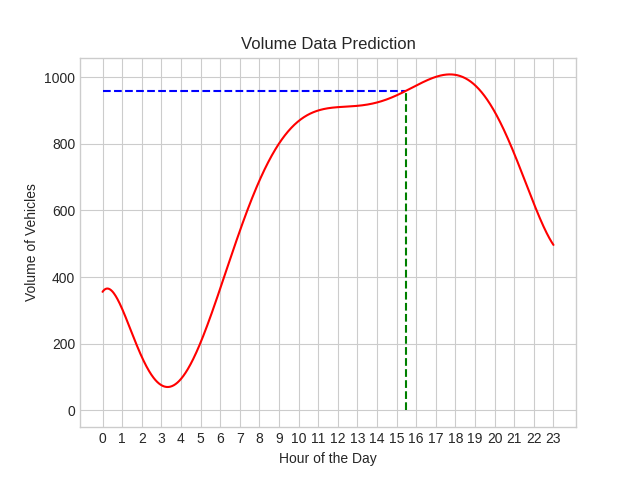 Volume Data Prediction
Volume of Vehicles
1000
800
600
400
200
0
0 1 2 3 4 5 6 7 8 9 10 11 12 13 14 15 16 17 18 19 20 21 22 23
Hour of the Day